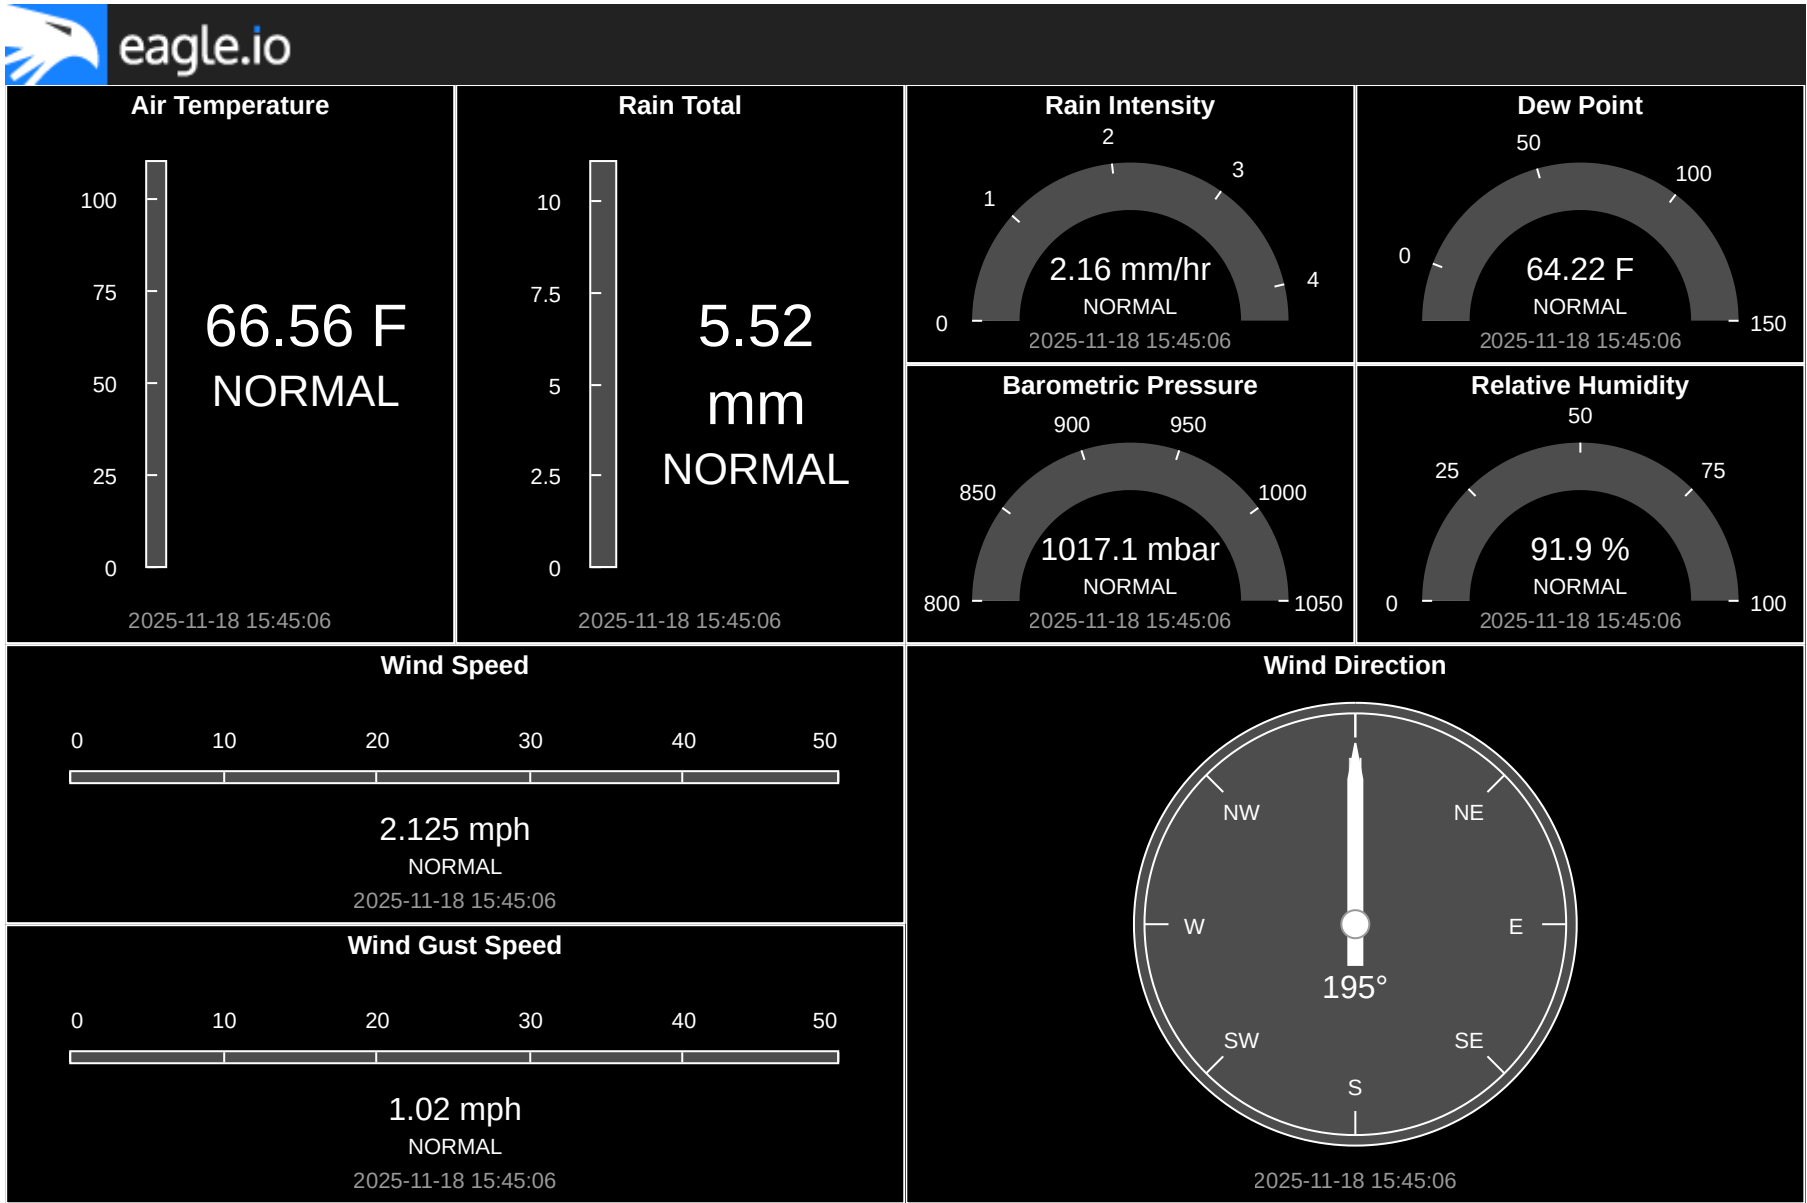 eagle.io
Air Temperature
100
75
50
25
0
66.56 F
NORMAL
2025-11-18 15:45:06
Rain Total
10
7.5
5
2.5
0
5.52
mm
NORMAL
2025-11-18 15:45:06
Rain Intensity
0
1
2
3
4
2.16 mm/hr
NORMAL
2025-11-18 15:45:06
Dew Point
0
50
100
150
64.22 F
NORMAL
2025-11-18 15:45:06
Barometric Pressure
800
850
900
950
1000
1050
1017.1 mbar
NORMAL
2025-11-18 15:45:06
Relative Humidity
0
25
50
75
100
91.9 %
NORMAL
2025-11-18 15:45:06
Wind Speed
0 10 20 30 40 50
2.125 mph
NORMAL
2025-11-18 15:45:06
Wind Gust Speed
0 10 20 30 40 50
1.02 mph
NORMAL
2025-11-18 15:45:06
Wind Direction
NW NE
W E
195°
SW SE
S
2025-11-18 15:45:06